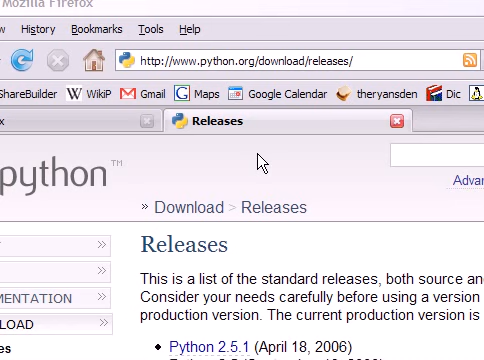 Mozilla Firefox
History Bookmarks Tools Help
http://www.python.org/download/releases/
ShareBuilder WikiP Gmail Maps Google Calendar theryansden Dic
x Releases
python™
» Download > Releases
Advan
Releases
This is a list of the standard releases, both source an
MENTATION
Consider your needs carefully before using a version
production version. The current production version is
LOAD
Python 2.5.1 (April 18, 2006)
es